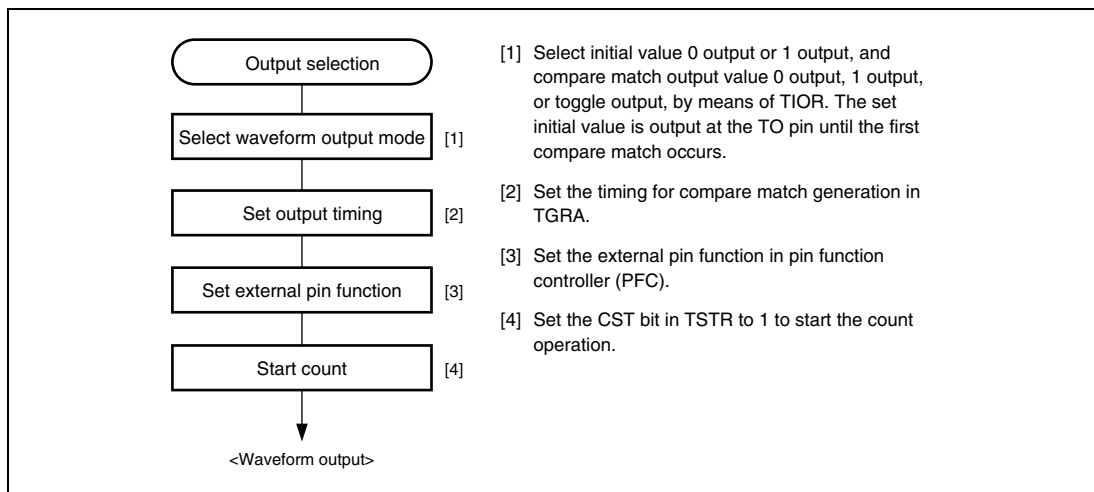 Output selection
Select waveform output mode [1]
Set output timing [2]
Set external pin function [3]
Start count [4]
<Waveform output>
[1] Select initial value 0 output or 1 output, and
compare match output value 0 output, 1 output,
or toggle output, by means of TIOR. The set
initial value is output at the TO pin until the first
compare match occurs.
[2] Set the timing for compare match generation in
TGRA.
[3] Set the external pin function in pin function
controller (PFC).
[4] Set the CST bit in TSTR to 1 to start the count
operation.